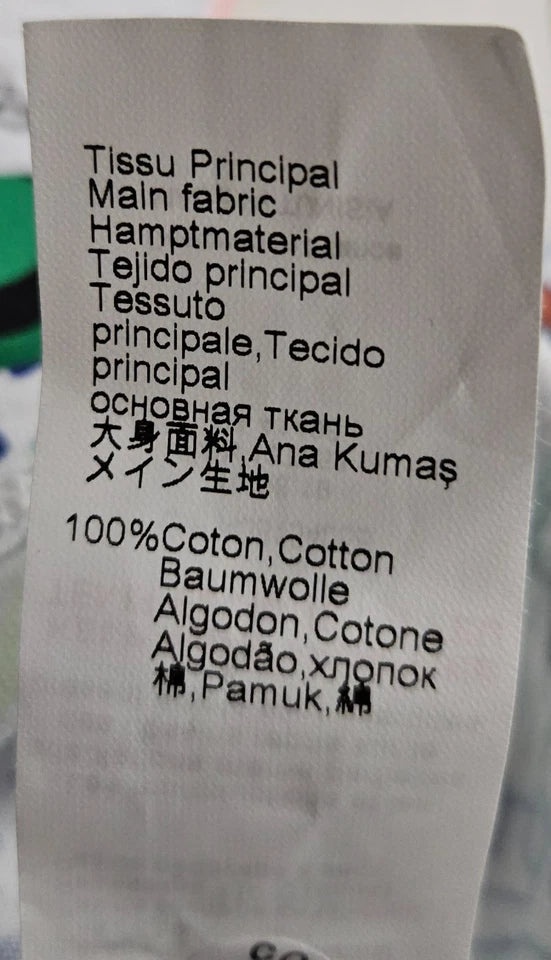 Tissu Principal
Main fabric
Hamptmaterial
Tejido principal
Tessuto
principale,Tecido
principal
основная ткань
大身面料,Ana Kumaş
メイン生地
100%Coton,Cotton
Baumwolle
Algodon,Cotone
Algodão,хлопок
棉,Pamuk,綿